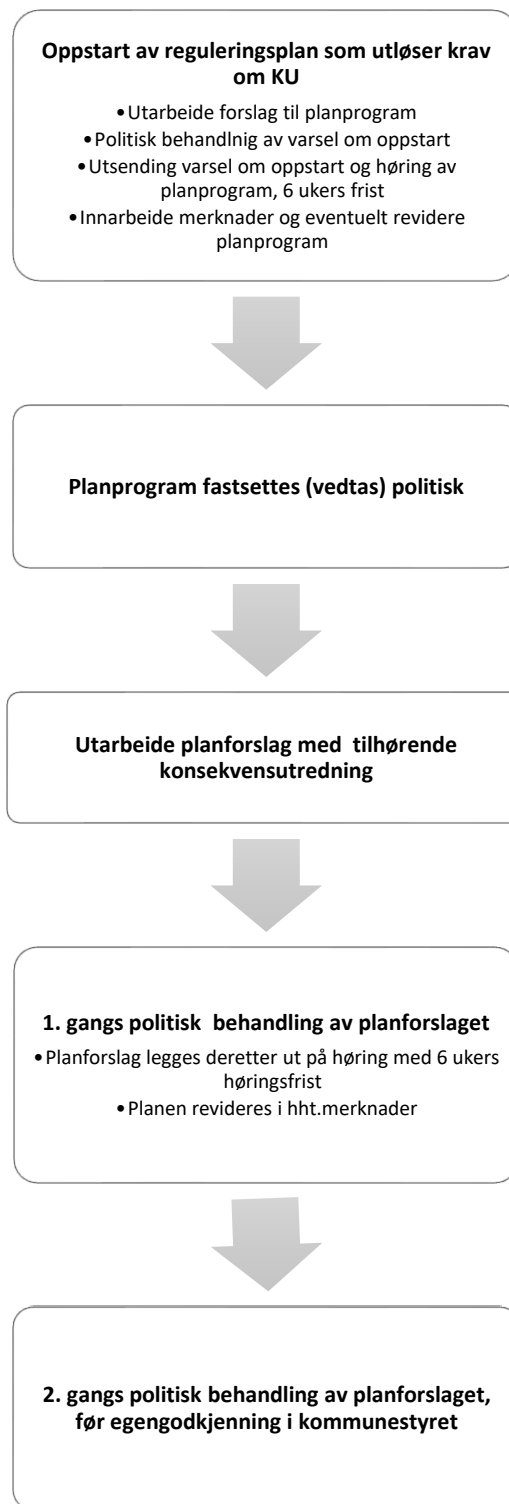 Oppstart av reguleringsplan som utløser krav
om KU
•Utarbeide forslag til planprogram
•Politisk behandlnig av varsel om oppstart
•Utsending varsel om oppstart og høring av
planprogram, 6 ukers frist
•Innarbeide merknader og eventuelt revidere
planprogram
Planprogram fastsettes (vedtas) politisk
Utarbeide planforslag med tilhørende
konsekvensutredning
1. gangs politisk behandling av planforslaget
•Planforslag legges deretter ut på høring med 6 ukers
høringsfrist
•Planen revideres i hht.merknader
2. gangs politisk behandling av planforslaget,
før egengodkjenning i kommunestyret